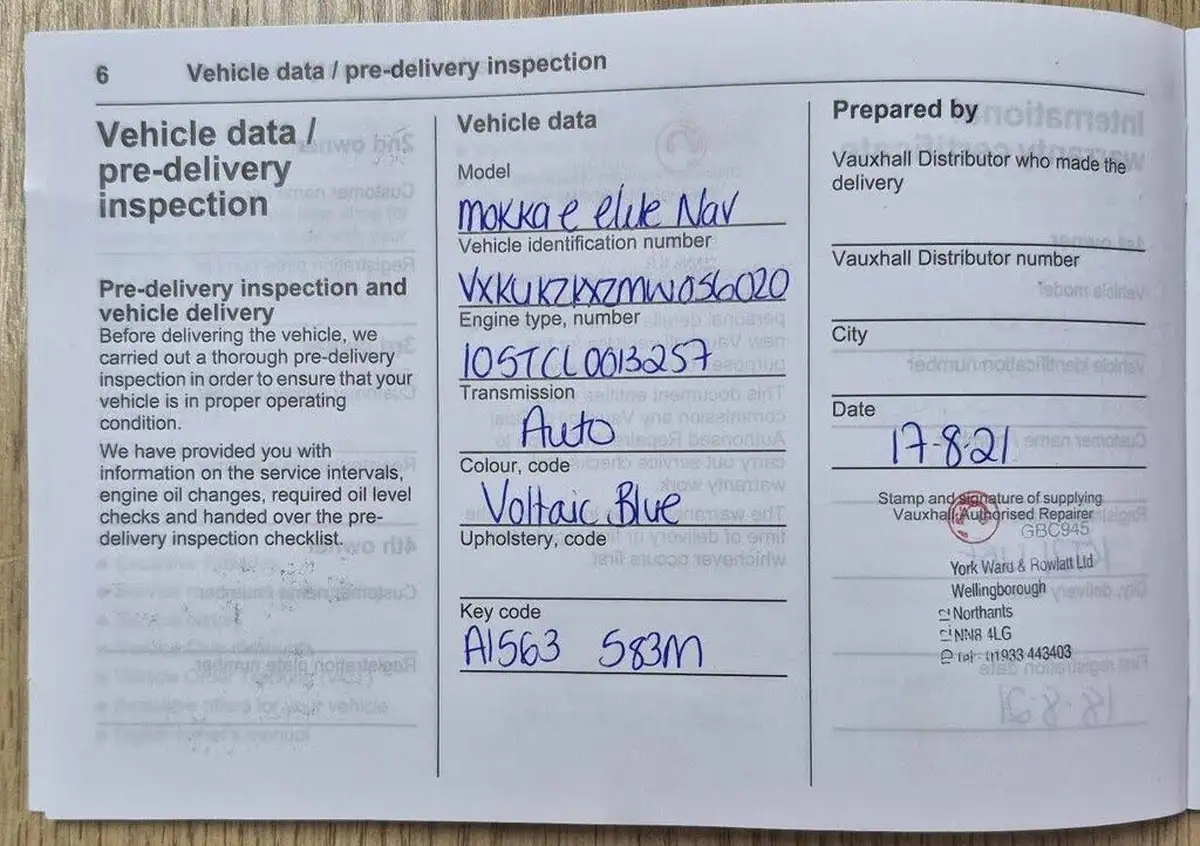 6
Vehicle data / pre-delivery inspection
Vehicle data /
pre-delivery
inspection
Pre-delivery inspection and
vehicle delivery
Before delivering the vehicle, we
carried out a thorough pre-delivery
inspection in order to ensure that your
vehicle is in proper operating
condition.
We have provided you with
information on the service intervals,
engine oil changes, required oil level
checks and handed over the pre-
delivery inspection checklist.
Vehicle data
Model
Mokka e elite Nav
Vehicle identification number
VXKUKZKXZMW056020
Engine type, number
10STCL0013257
Transmission
Auto
Colour, code
Voltaic Blue
Upholstery, code
Key code
A1563 583M
Prepared by
Vauxhall Distributor who made the
delivery
Vauxhall Distributor number
City
Date
17-8-21
Stamp and signature of supplying
Vauxhall Authorised Repairer
GBC945
York Ward & Rowlatt Ltd
Wellingborough
Northants
NN8 4LG
Tel: 01933 443403